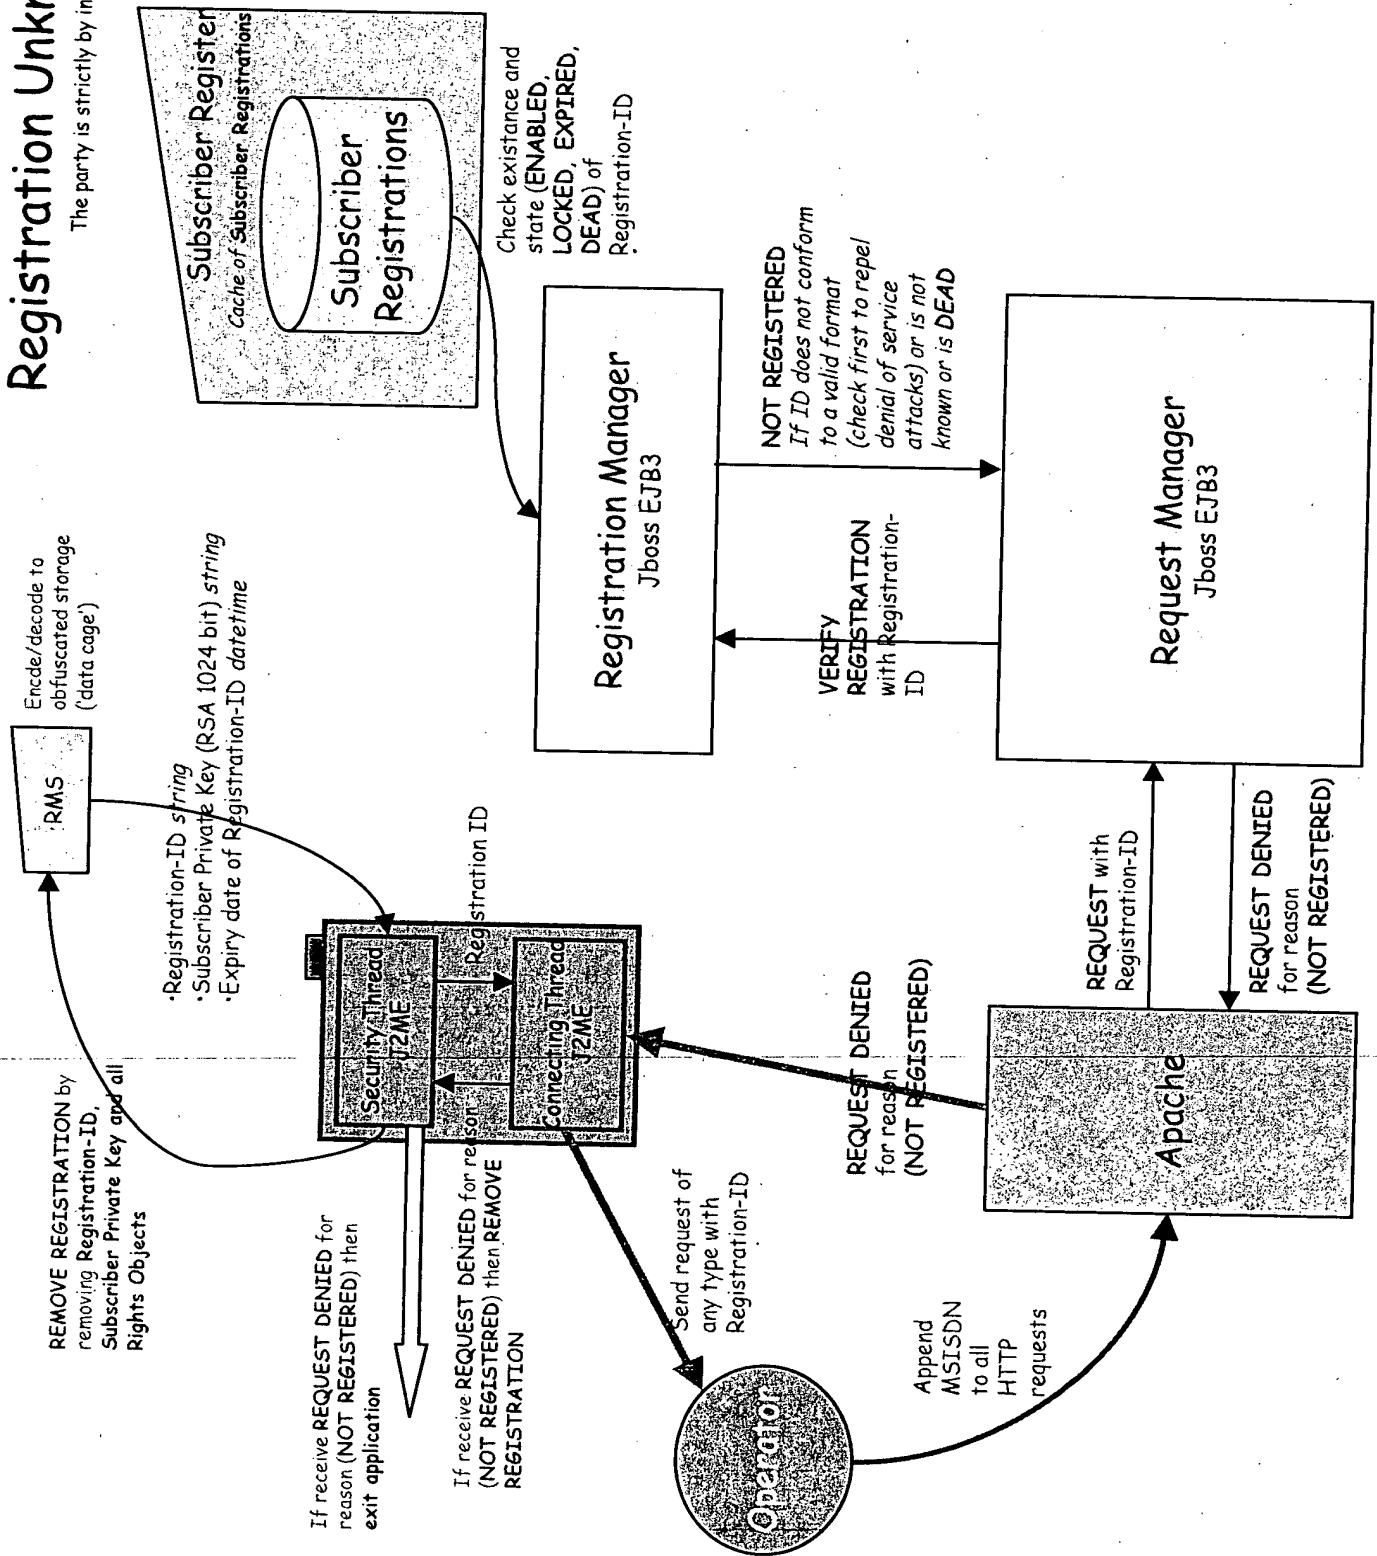 Registration Unkn
The party is strictly by in
RMS
Encde/decode to
obfuscated storage
('data cage')
Subscriber Register
Cache of Subscriber Registrations
Subscriber
Registrations
REMOVE REGISTRATION by
removing Registration-ID,
Subscriber Private Key and all
Rights Objects
•Registration-ID string
•Subscriber Private Key (RSA 1024 bit) string
•Expiry date of Registration-ID datetime
Check existance and
state (ENABLED,
LOCKED, EXPIRED,
DEAD) of
Registration-ID
If receive REQUEST DENIED for
reason (NOT REGISTERED) then
exit application
Security Thread
J2ME
Registration ID
If receive REQUEST DENIED for reason
(NOT REGISTERED) then REMOVE
REGISTRATION
Connecting Thread
J2ME
Registration Manager
Jboss EJB3
Send request of
any type with
Registration-ID
Operator
REQUEST DENIED
for reason
(NOT REGISTERED)
VERIFY
REGISTRATION
with Registration-
ID
NOT REGISTERED
If ID does not conform
to a valid format
(check first to repel
denial of service
attacks) or is not
known or is DEAD
Append
MSISDN
to all
HTTP
requests
Apache
REQUEST with
Registration-ID
REQUEST DENIED
for reason
(NOT REGISTERED)
Request Manager
Jboss EJB3